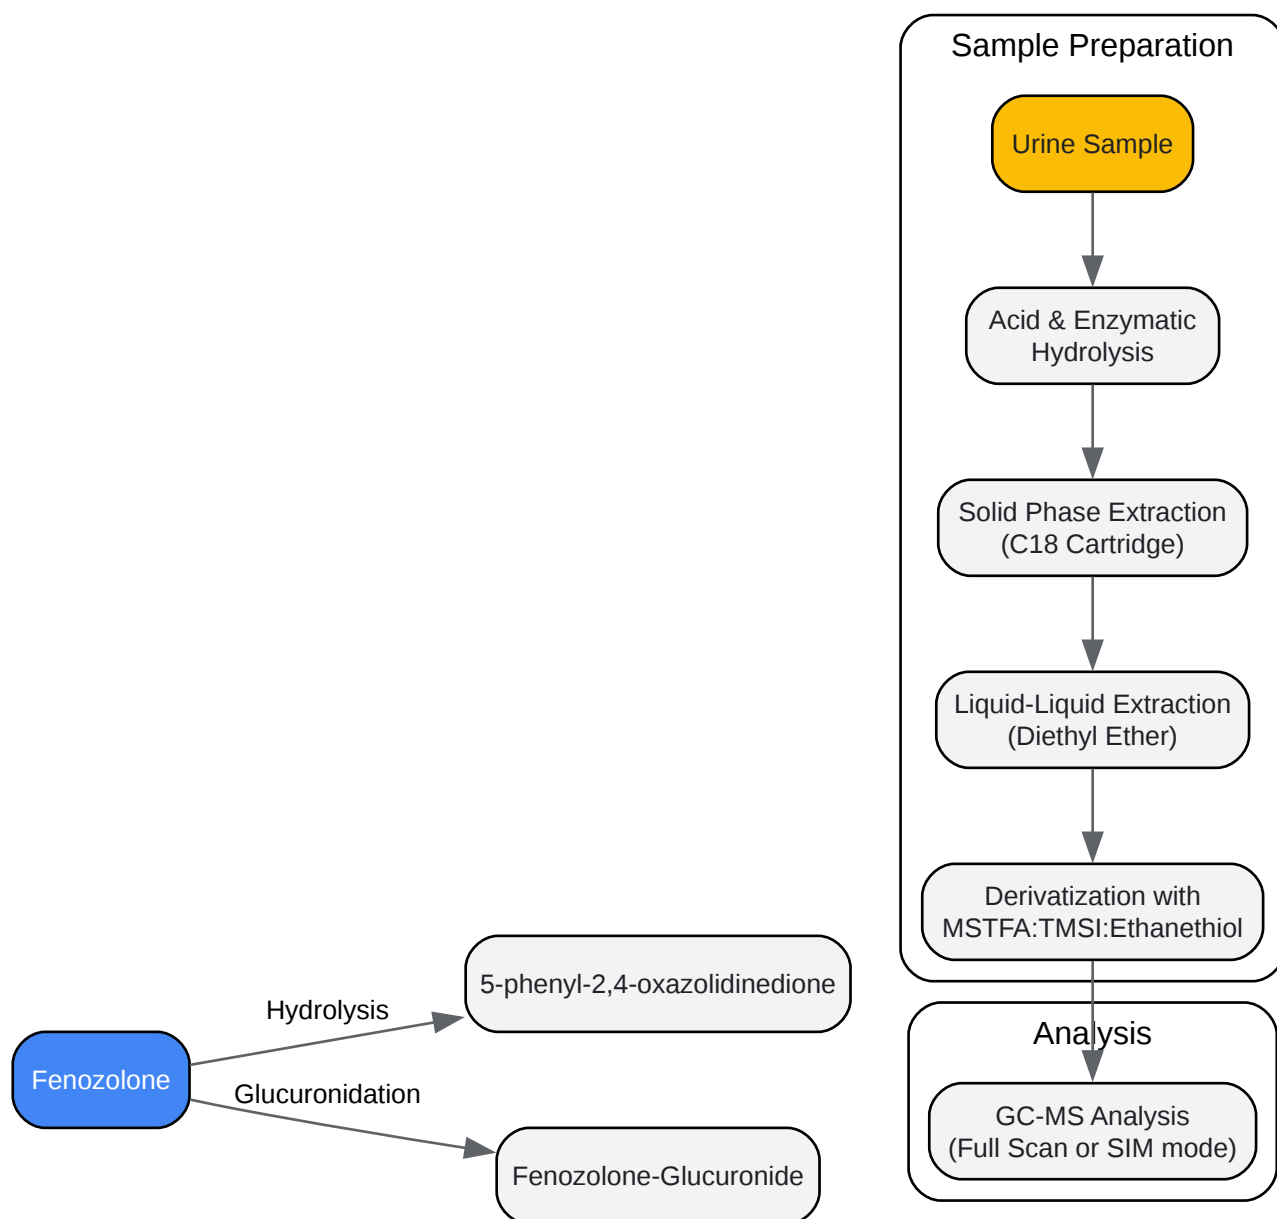 Sample Preparation
Urine Sample
Acid & Enzymatic
Hydrolysis
Solid Phase Extraction
(C18 Cartridge)
Liquid-Liquid Extraction
(Diethyl Ether)
Derivatization with
MSTFA:TMSI:Ethanethiol
Analysis
GC-MS Analysis
(Full Scan or SIM mode)
Fenozolone
Hydrolysis
5-phenyl-2,4-oxazolidinedione
Glucuronidation
Fenozolone-Glucuronide